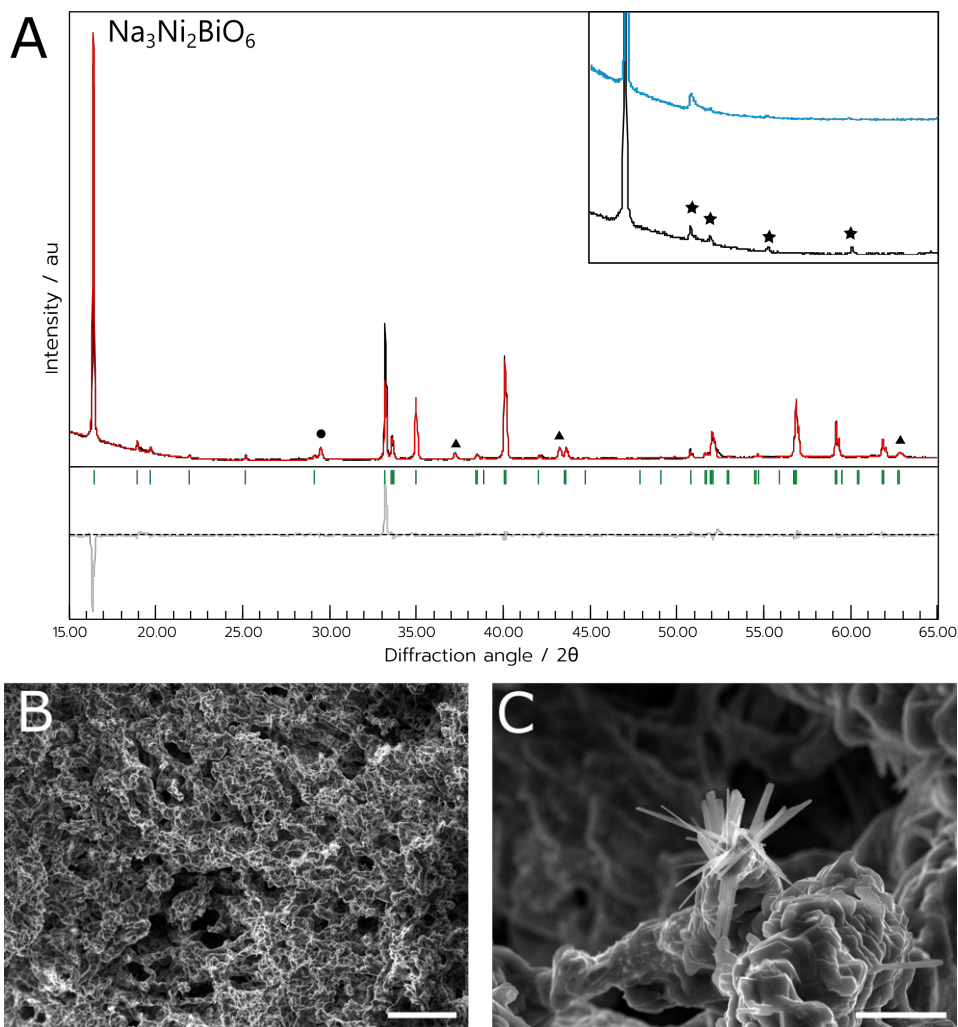 A
Na₃Ni₂BiO₆
Intensity / au
15.00 20.00 25.00 30.00 35.00 40.00 45.00 50.00 55.00 60.00 65.00
Diffraction angle / 2θ
B
C